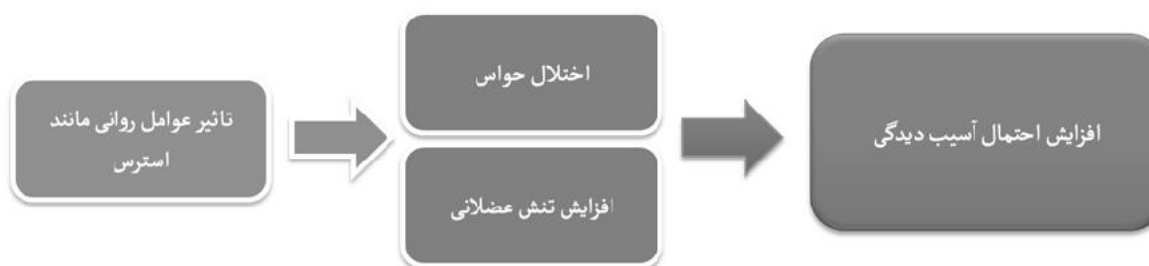 تاثیر عوامل روانی مانند
استرس
اختلال حواس
افزایش تنش عضلانی
افزایش احتمال آسیب دیدگی